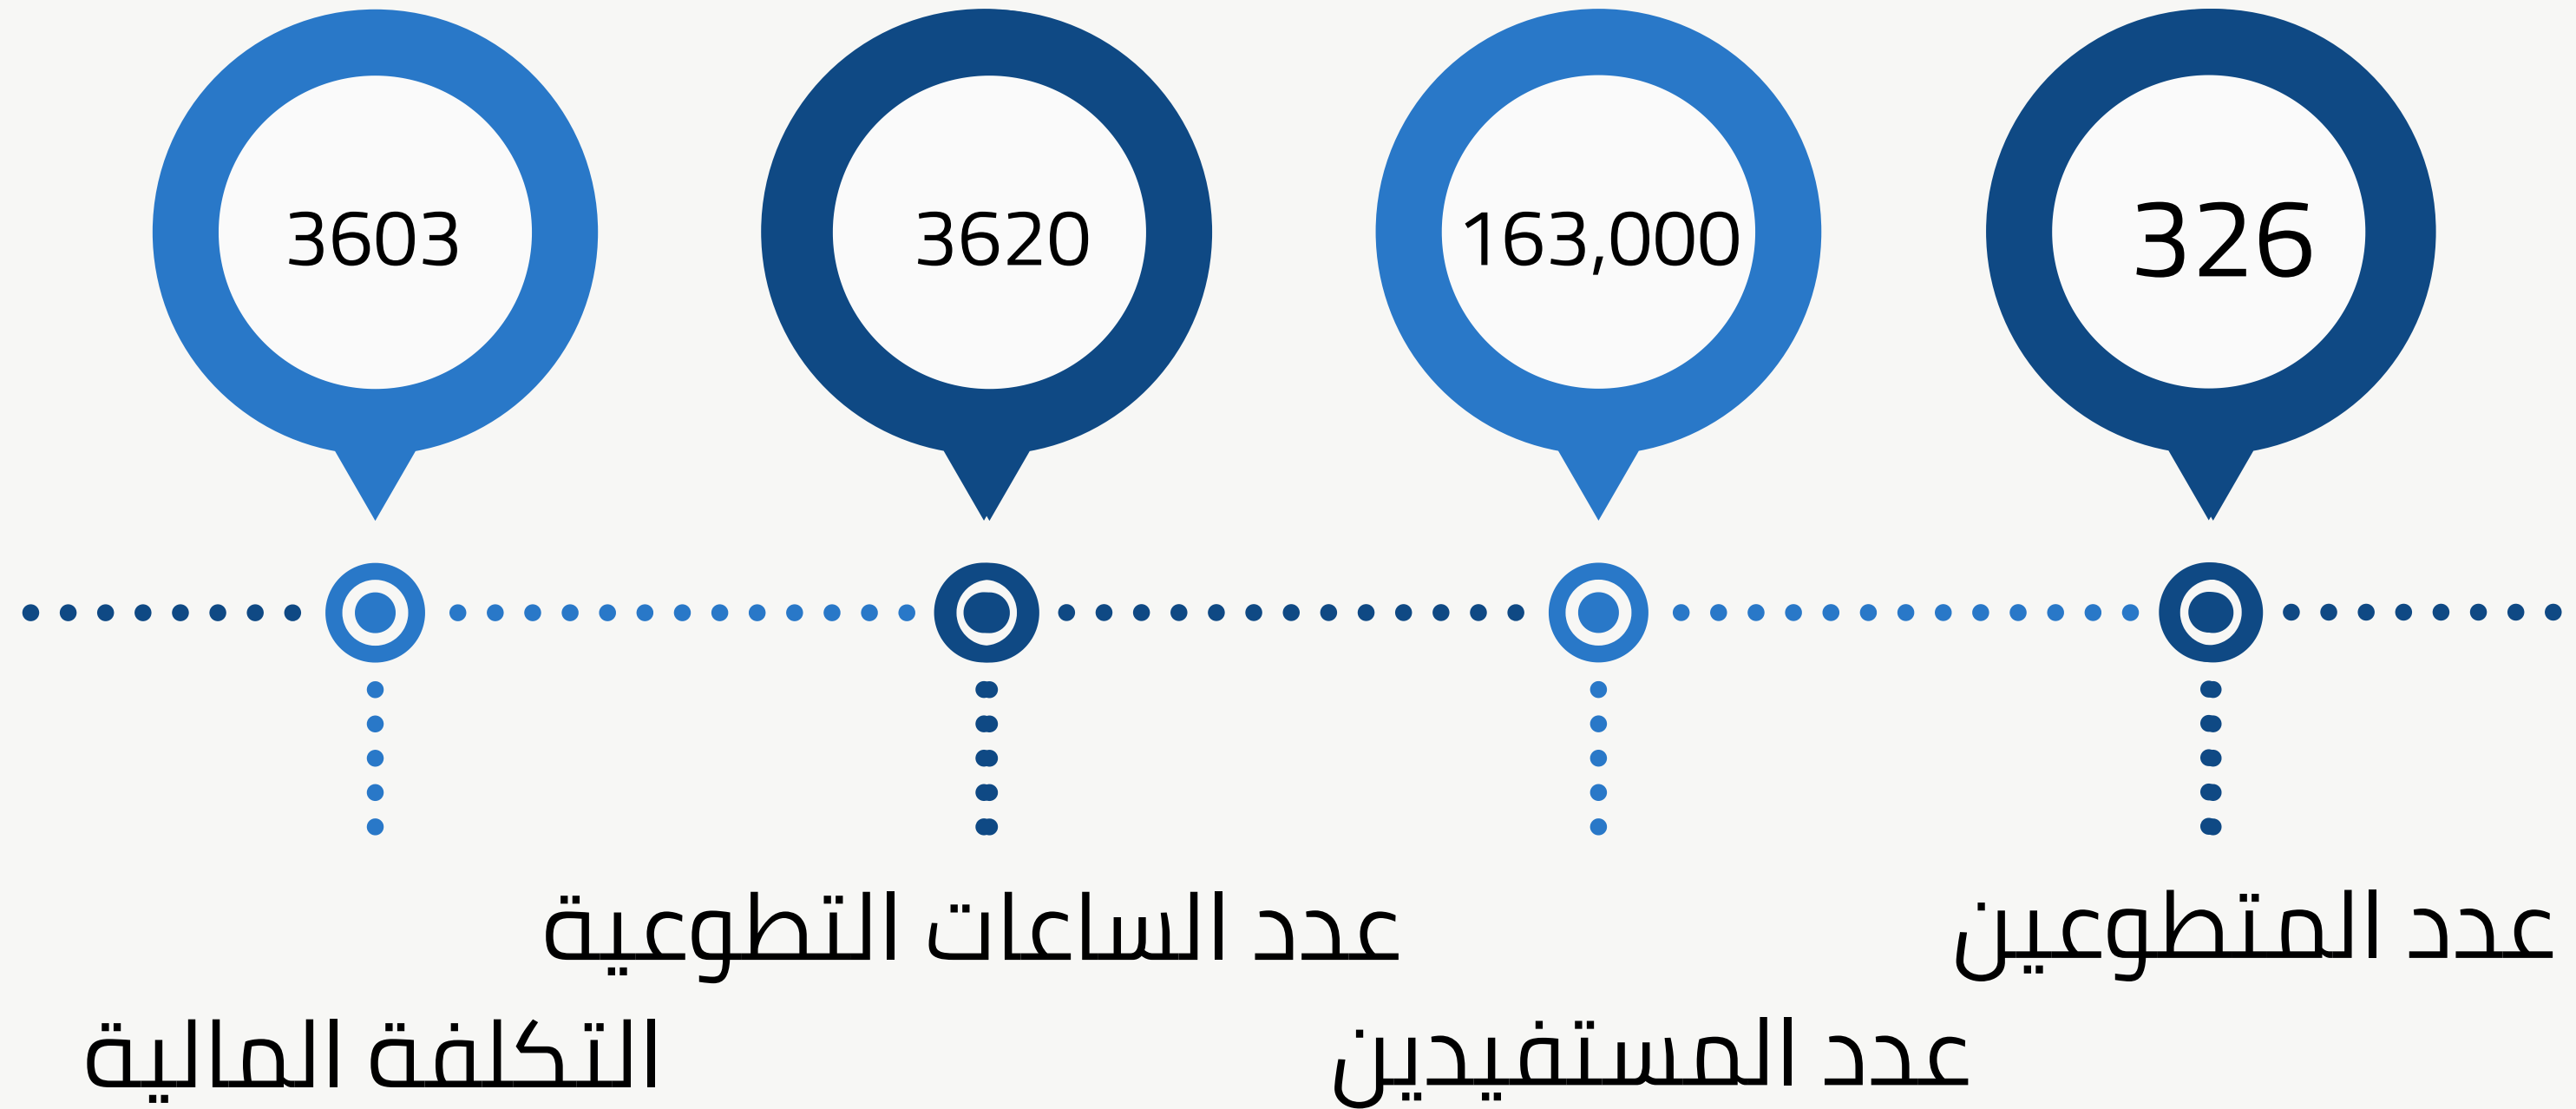 326
163,000
3620
3603
عدد المتطوعين
عدد الساعات التطوعية
عدد المستفيدين
التكلفة المالية